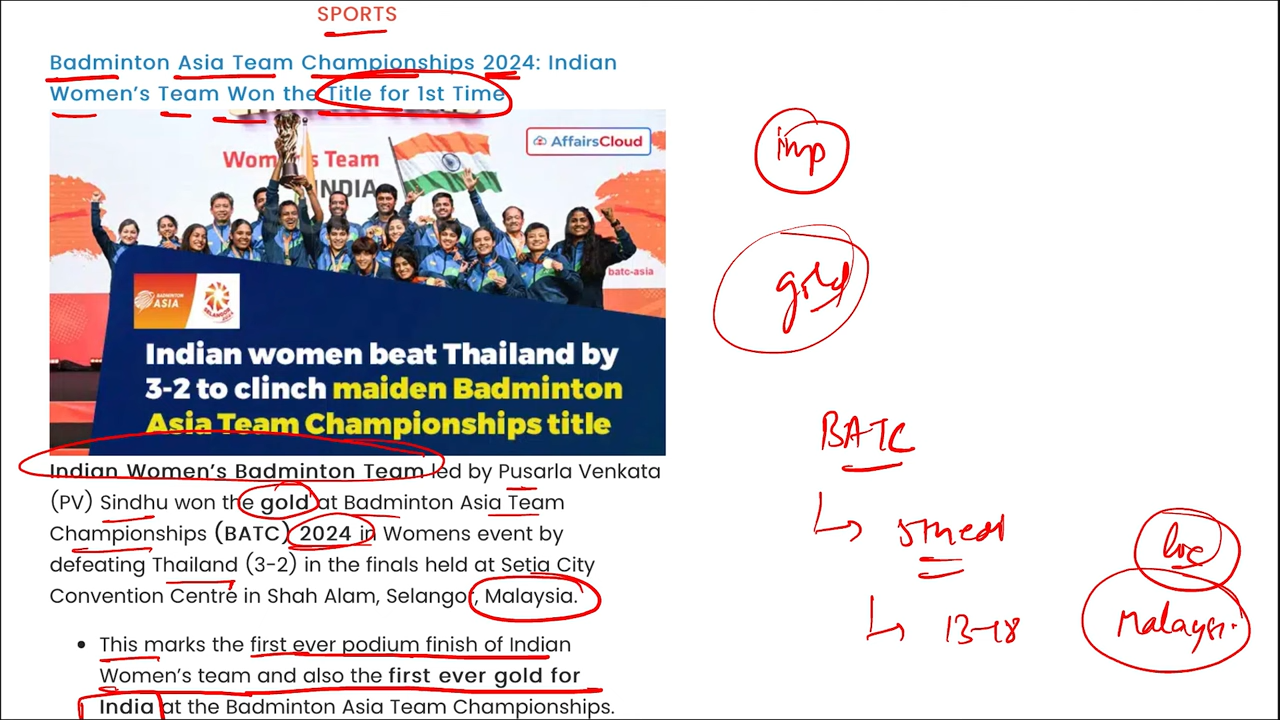 SPORTS
Badminton Asia Team Championships 2024: Indian
Women's Team Won the Title for 1st Time
AffairsCloud
Women's Team
INDIA
batc-asia
BADMINTON
ASIA
SELANGOR
Indian women beat Thailand by
3-2 to clinch maiden Badminton
Asia Team Championships title
Indian Women's Badminton Team led by Pusarla Venkata
(PV) Sindhu won the gold at Badminton Asia Team
Championships (BATC) 2024 in Womens event by
defeating Thailand (3-2) in the finals held at Setia City
Convention Centre in Shah Alam, Selangor, Malaysia.
• This marks the first ever podium finish of Indian
Women's team and also the first ever gold for
India at the Badminton Asia Team Championships.
imp
gold
BATC
13-18
loc
Malaysi.